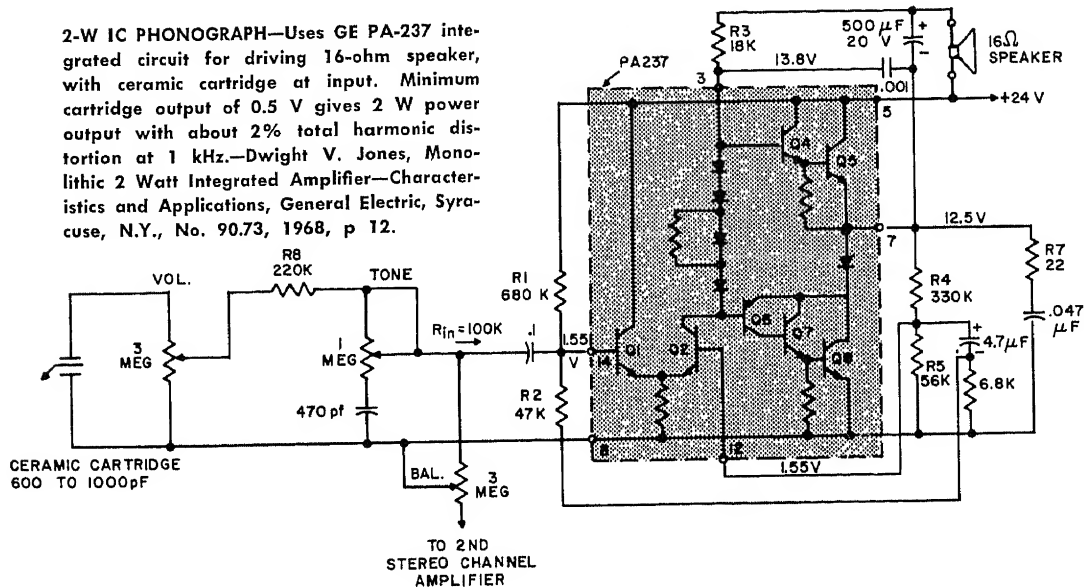 2-W IC PHONOGRAPH—Uses GE PA-237 inte-
grated circuit for driving 16-ohm speaker,
with ceramic cartridge at input. Minimum
cartridge output of 0.5 V gives 2 W power
output with about 2% total harmonic dis-
tortion at 1 kHz.—Dwight V. Jones, Mono-
lithic 2 Watt Integrated Amplifier—Character-
istics and Applications, General Electric, Syra-
cuse, N.Y., No. 90.73, 1968, p 12.
R3
18K
500 μF
20 V
+
-
16Ω
SPEAKER
PA237
3
13.8V
.001
5
+24 V
Q4
Q5
7
12.5V
R7
22
.047
μF
R4
330K
+
4.7μF
-
R5
56K
6.8K
R8
220K
VOL.
TONE
R1
680 K
3
MEG
1
MEG
Rin=100K
.1
1.55
V
14
Q1
Q2
Q6
Q7
Q8
R2
47K
470 pf
8
12
1.55V
CERAMIC CARTRIDGE
600 TO 1000pF
BAL.
3
MEG
TO 2ND
STEREO CHANNEL
AMPLIFIER